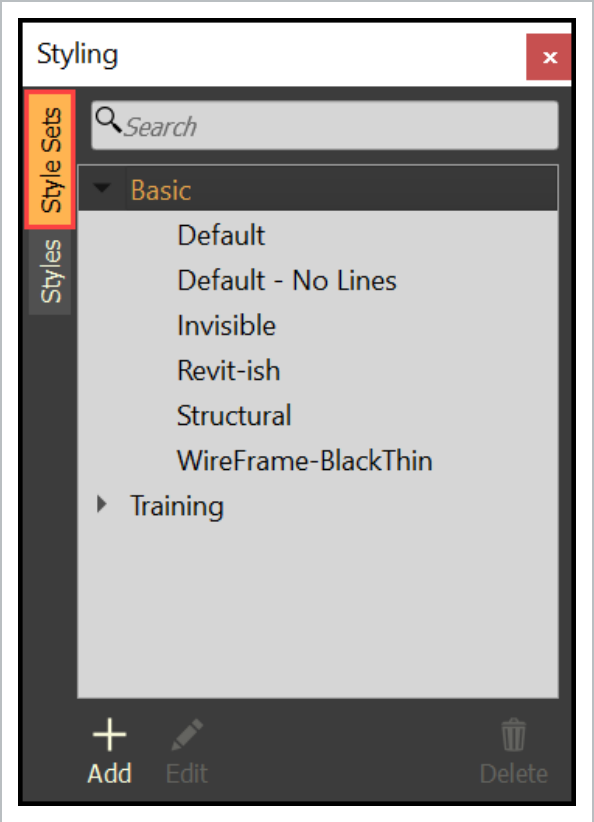 Styling
x
Style Sets
Styles
Search
Basic
Default
Default - No Lines
Invisible
Revit-ish
Structural
WireFrame-BlackThin
Training
Add
Edit
Delete